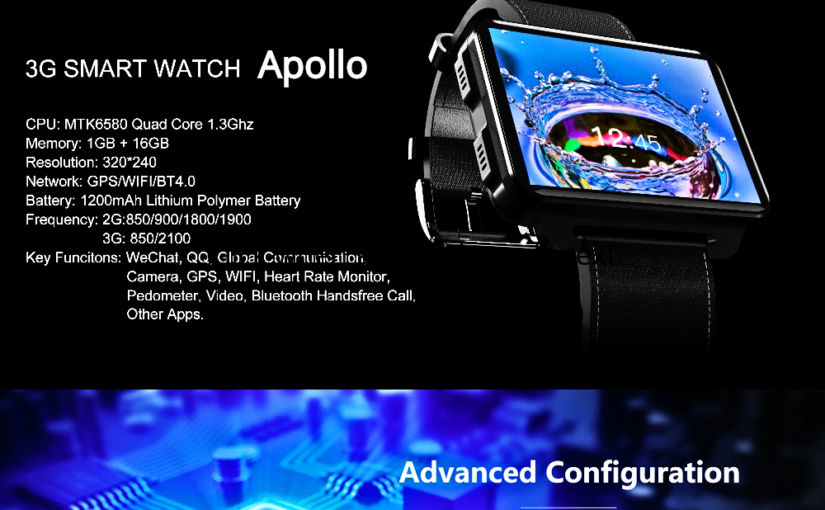 3G SMART WATCH Apollo
CPU: MTK6580 Quad Core 1.3Ghz
Memory: 1GB + 16GB
Resolution: 320*240
Network: GPS/WIFI/BT4.0
Battery: 1200mAh Lithium Polymer Battery
Frequency: 2G:850/900/1800/1900
3G: 850/2100
Key Funcitons: WeChat, QQ, Global Communication,
Camera, GPS, WIFI, Heart Rate Monitor,
Pedometer, Video, Bluetooth Handsfree Call,
Other Apps.
12:45
Advanced Configuration